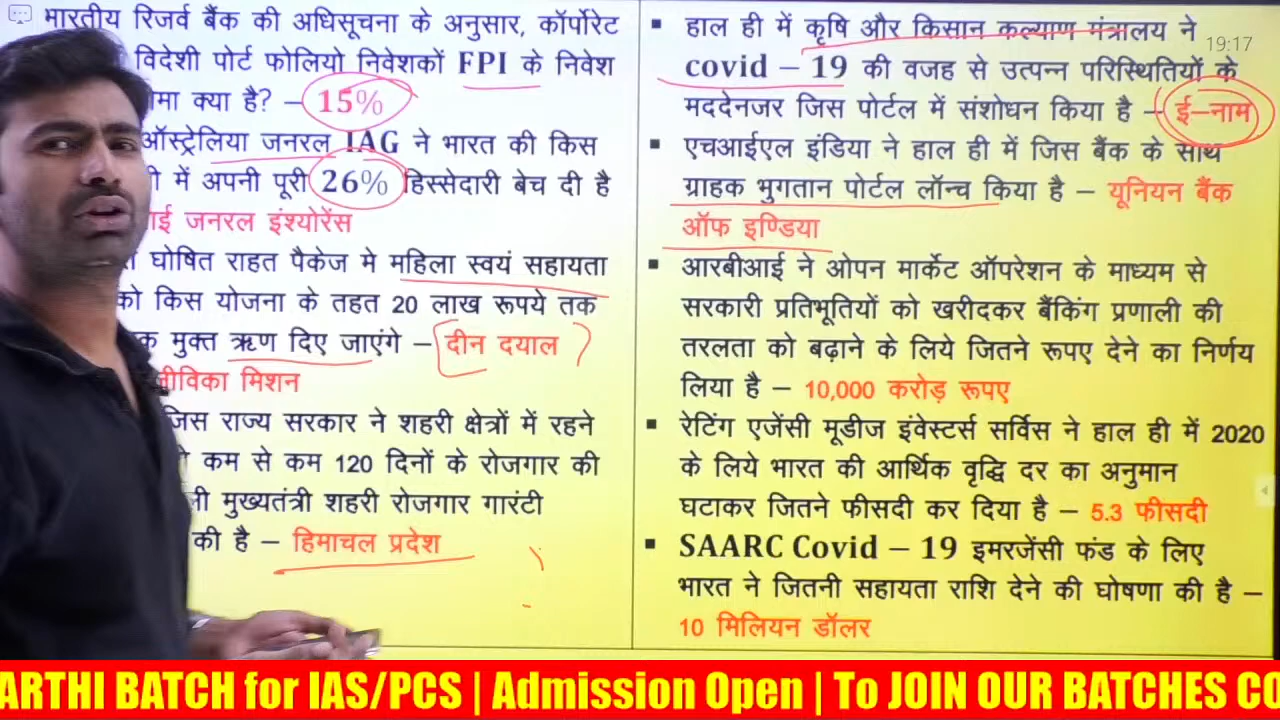 भारतीय रिजर्व बैंक की अधिसूचना के अनुसार, कॉर्पोरेट
विदेशी पोर्ट फोलियो निवेशकों FPI के निवेश
क्या है? – 15%
ऑस्ट्रेलिया जनरल IAG ने भारत की किस
में अपनी पूरी 26% हिस्सेदारी बेच दी है
जनरल इंश्योरेंस
घोषित राहत पैकेज मे महिला स्वयं सहायता
को किस योजना के तहत 20 लाख रूपये तक
मुक्त ऋण दिए जाएंगे – दीन दयाल
मिशन
जिस राज्य सरकार ने शहरी क्षेत्रों में रहने
कम से कम 120 दिनों के रोजगार की
मुख्यतंत्री शहरी रोजगार गारंटी
की है – हिमाचल प्रदेश
▪ हाल ही में कृषि और किसान कल्याण मंत्रालय ने
covid – 19 की वजह से उत्पन्न परिस्थितियों के
मददेनजर जिस पोर्टल में संशोधन किया है – ई–नाम
▪ एचआईएल इंडिया ने हाल ही में जिस बैंक के साथ
ग्राहक भुगतान पोर्टल लॉन्च किया है – यूनियन बैंक
ऑफ इण्डिया
▪ आरबीआई ने ओपन मार्केट ऑपरेशन के माध्यम से
सरकारी प्रतिभूतियों को खरीदकर बैंकिंग प्रणाली की
तरलता को बढ़ाने के लिये जितने रूपए देने का निर्णय
लिया है – 10,000 करोड़ रूपए
▪ रेटिंग एजेंसी मूडीज इंवेस्टर्स सर्विस ने हाल ही में 2020
के लिये भारत की आर्थिक वृद्धि दर का अनुमान
घटाकर जितने फीसदी कर दिया है – 5.3 फीसदी
▪ SAARC Covid – 19 इमरजेंसी फंड के लिए
भारत ने जितनी सहायता राशि देने की घोषणा की है –
10 मिलियन डॉलर
19:17
ARTHI BATCH for IAS/PCS | Admission Open | To JOIN OUR BATCHES CO